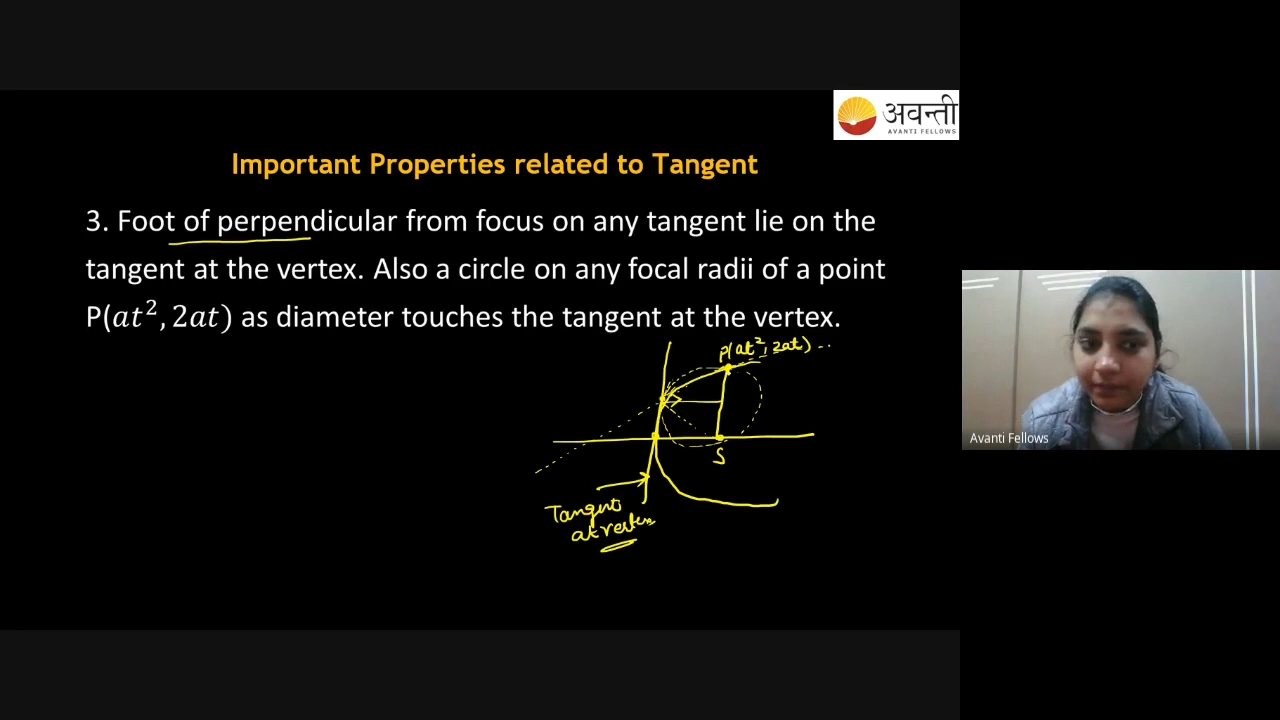 अवन्ती
AVANTI FELLOWS
Important Properties related to Tangent
3. Foot of perpendicular from focus on any tangent lie on the
tangent at the vertex. Also a circle on any focal radii of a point
P(at², 2at) as diameter touches the tangent at the vertex.
P(at², 2at) ..
S
Tangent
at vertex
Avanti Fellows